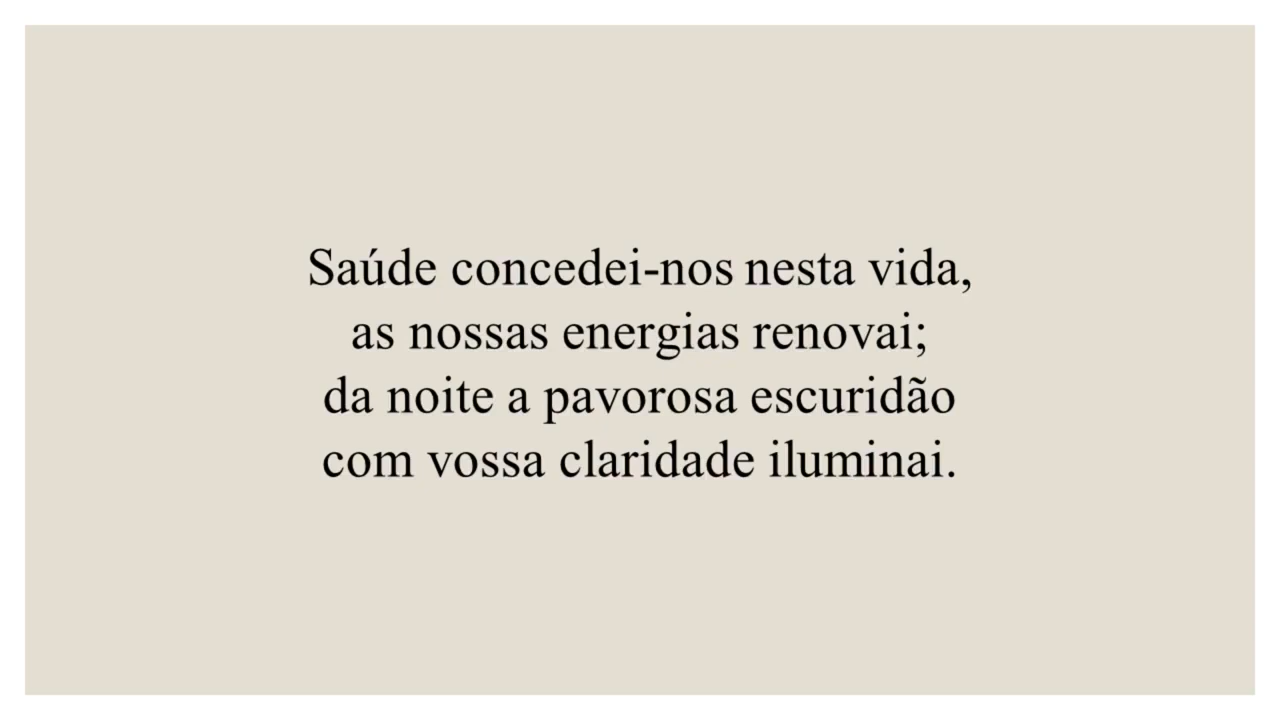 Saúde concedei-nos nesta vida,
as nossas energias renovai;
da noite a pavorosa escuridão
com vossa claridade iluminai.